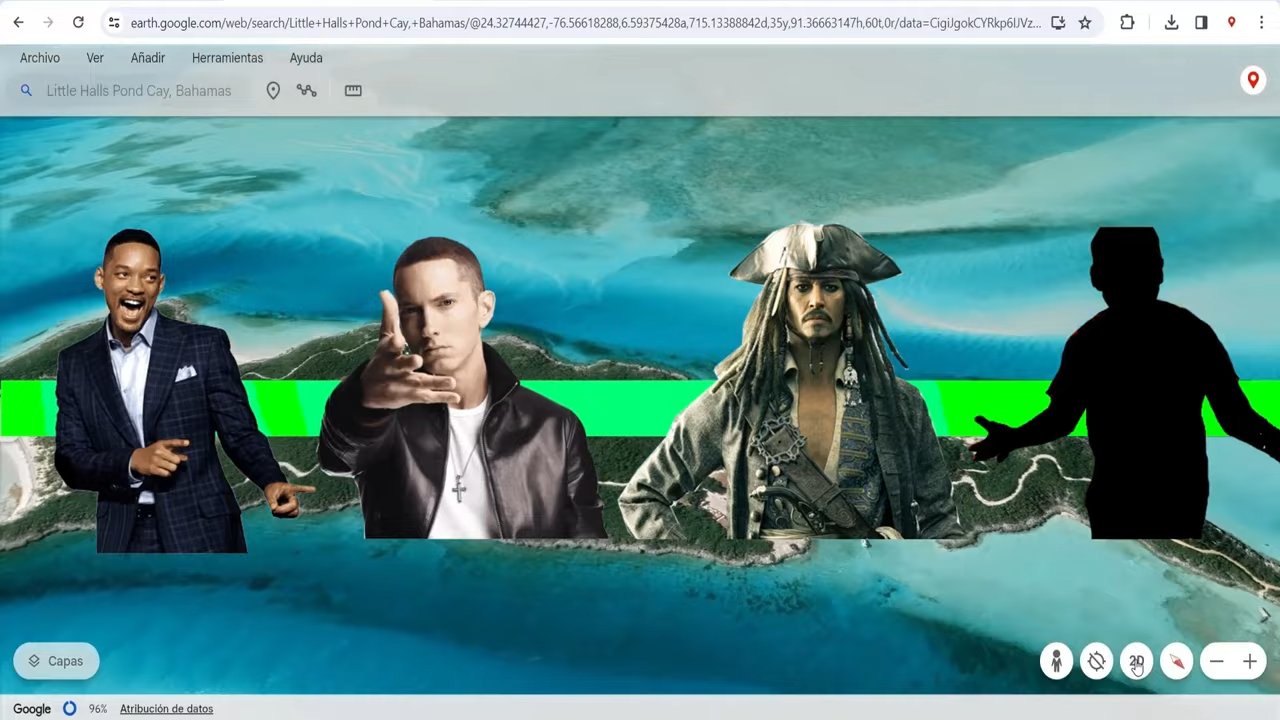 earth.google.com/web/search/Little+Halls+Pond+Cay,+Bahamas/@24.32744427,-76.56618288,6.59375428a,715.13388842d,35y,91.36663147h,60t,0r/data=CigiJgokCYRkp6IJVz...
Archivo Ver Añadir Herramientas Ayuda
Little Halls Pond Cay, Bahamas
Capas
2D
Google 96% Atribución de datos